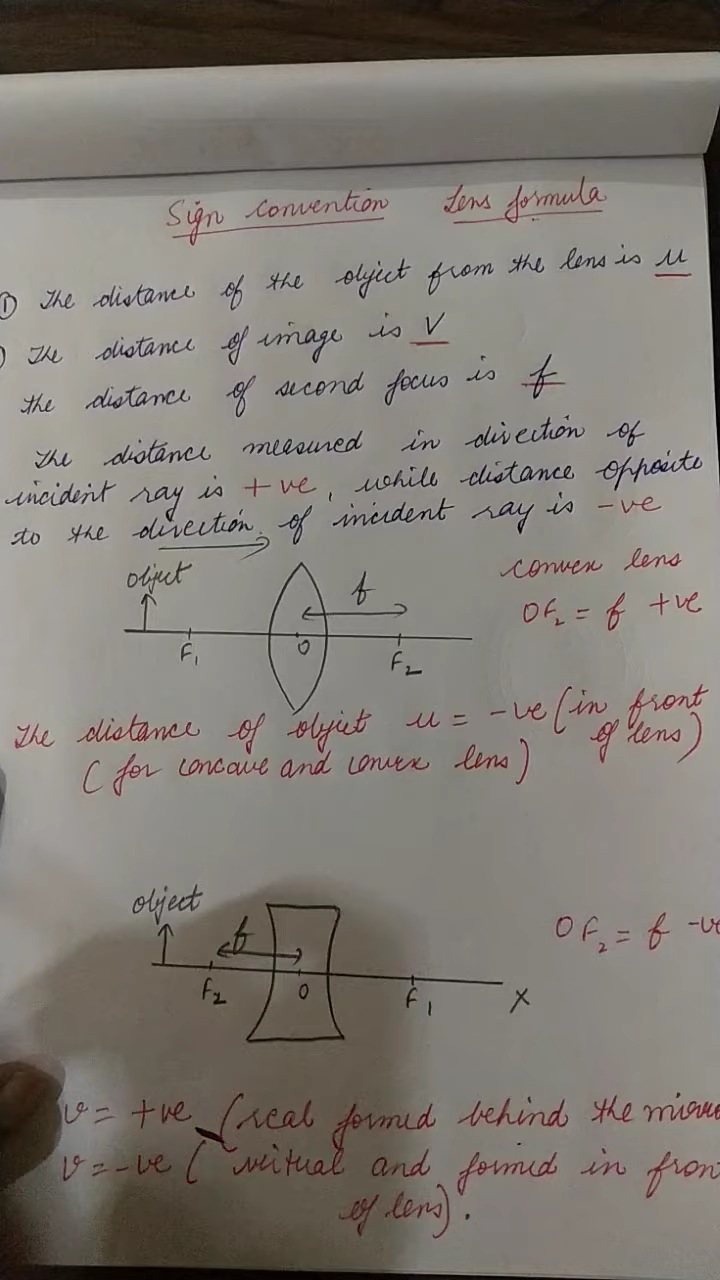 Sign convention Lens formula
① The distance of the object from the lens is u
The distance of image is V
the distance of second focus is f
The distance measured in direction of
incident ray is +ve, while distance opposite
to the direction of incident ray is -ve
object
f
convex lens
OF₂ = f +ve
F₁ O F₂
The distance of object u = -ve (in front
of lens)
(for concave and convex lens)
object
f
OF₂ = f -v
F₂ O F₁ X
v = +ve (real formed behind the
v = -ve ( virtual and formed in
of lens).